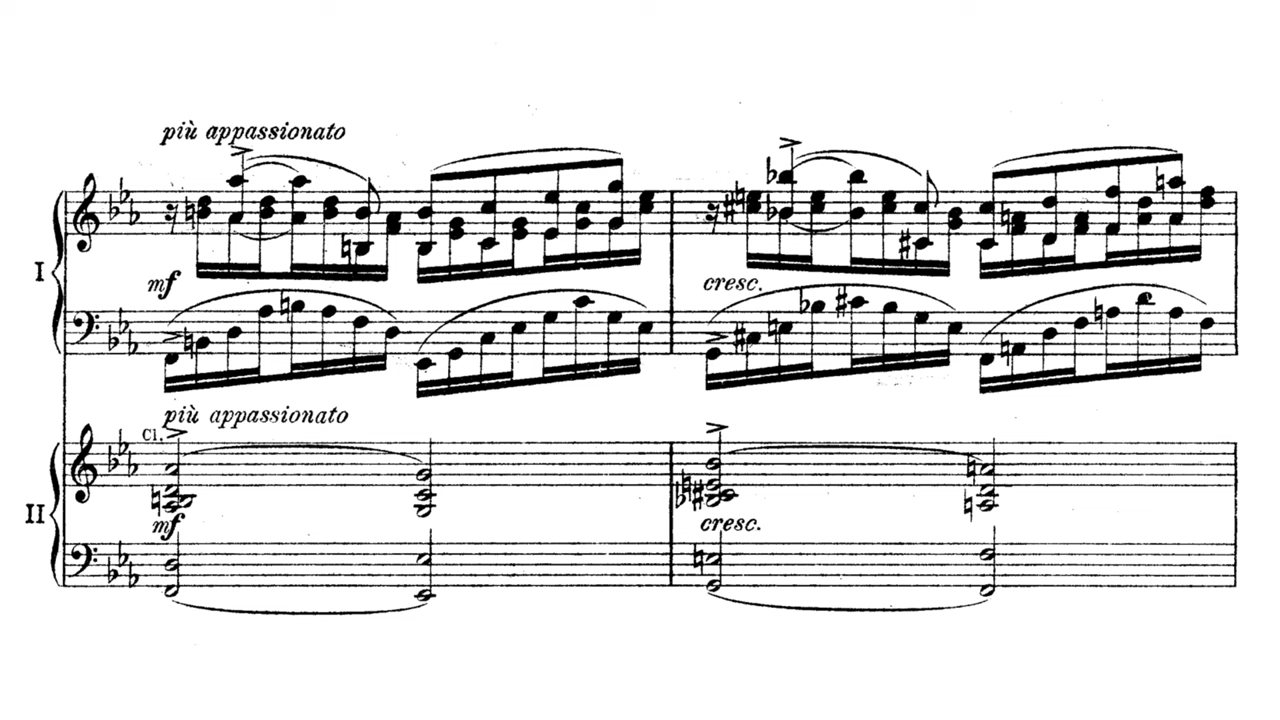 più appassionato
I
mf
cresc.
più appassionato
Cl.
II
mf
cresc.